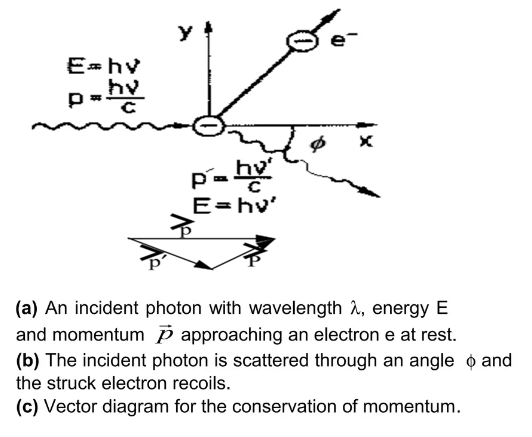 y
e⁻
E=hν
p=hν/c
x
ϕ
p′=hν′/c
E=hν′
p
p′
P
(a) An incident photon with wavelength λ, energy E
and momentum p⃗ approaching an electron e at rest.
(b) The incident photon is scattered through an angle ϕ and
the struck electron recoils.
(c) Vector diagram for the conservation of momentum.